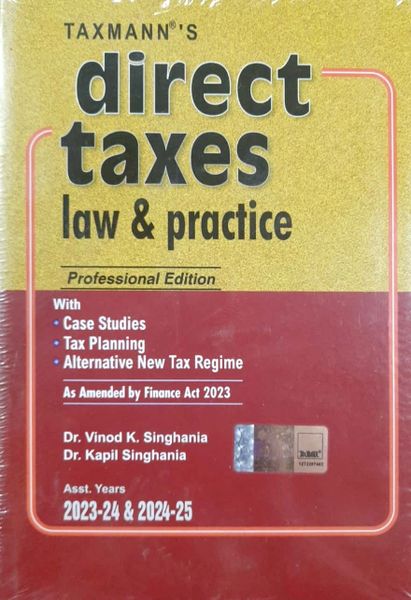 TAXMANN®'S
direct
taxes
law & practice
Professional Edition
With
• Case Studies
• Tax Planning
• Alternative New Tax Regime
As Amended by Finance Act 2023
Dr. Vinod K. Singhania
Dr. Kapil Singhania
Asst. Years
2023-24 & 2024-25